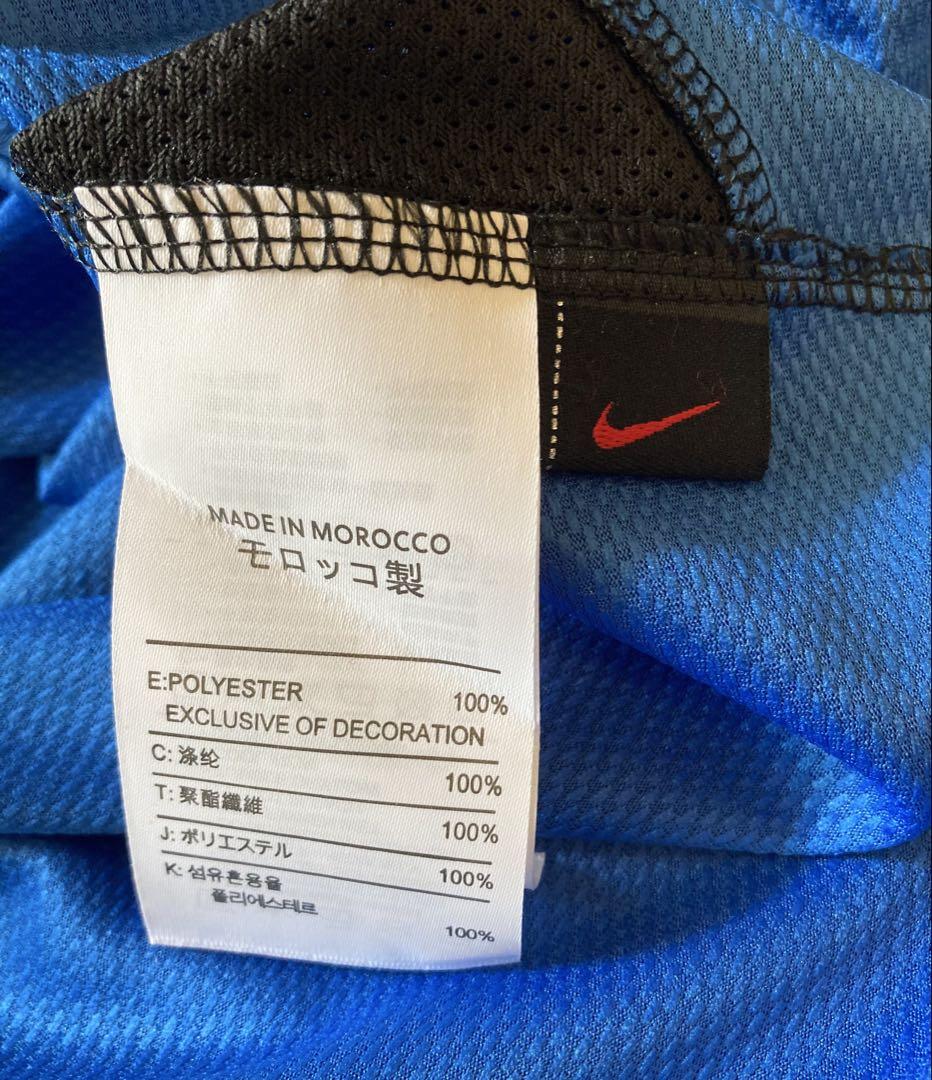 MADE IN MOROCCO
モロッコ製
E:POLYESTER 100%
EXCLUSIVE OF DECORATION
C: 涤纶 100%
T: 聚酯纖維 100%
J: ポリエステル 100%
K: 섬유혼용율
폴리에스테르 100%